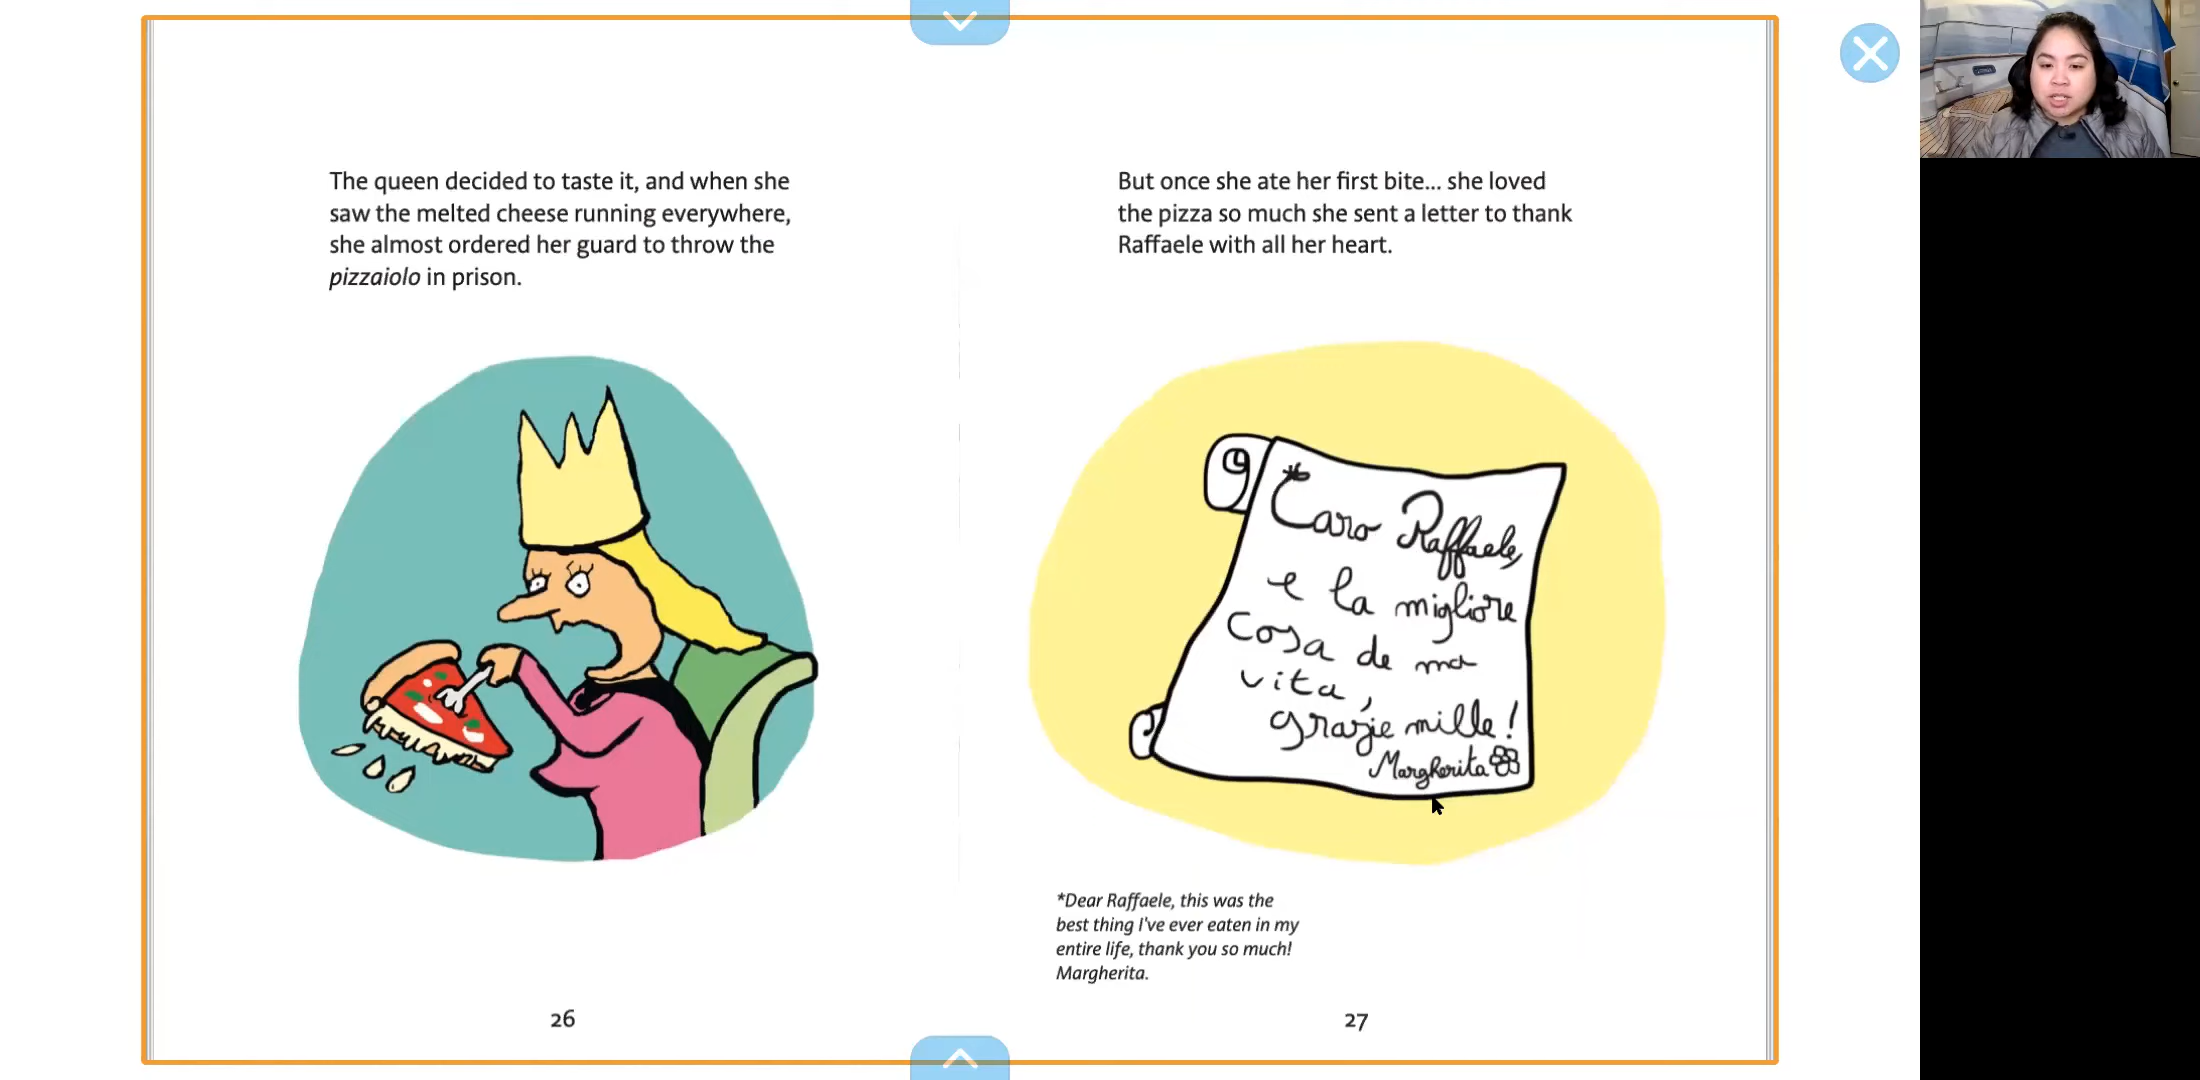 The queen decided to taste it, and when she
saw the melted cheese running everywhere,
she almost ordered her guard to throw the
pizzaiolo in prison.
26
But once she ate her first bite... she loved
the pizza so much she sent a letter to thank
Raffaele with all her heart.
*Caro Raffaele,
e la migliore
cosa de ma
vita,
grazie mille!
Margherita
*Dear Raffaele, this was the
best thing I've ever eaten in my
entire life, thank you so much!
Margherita.
27